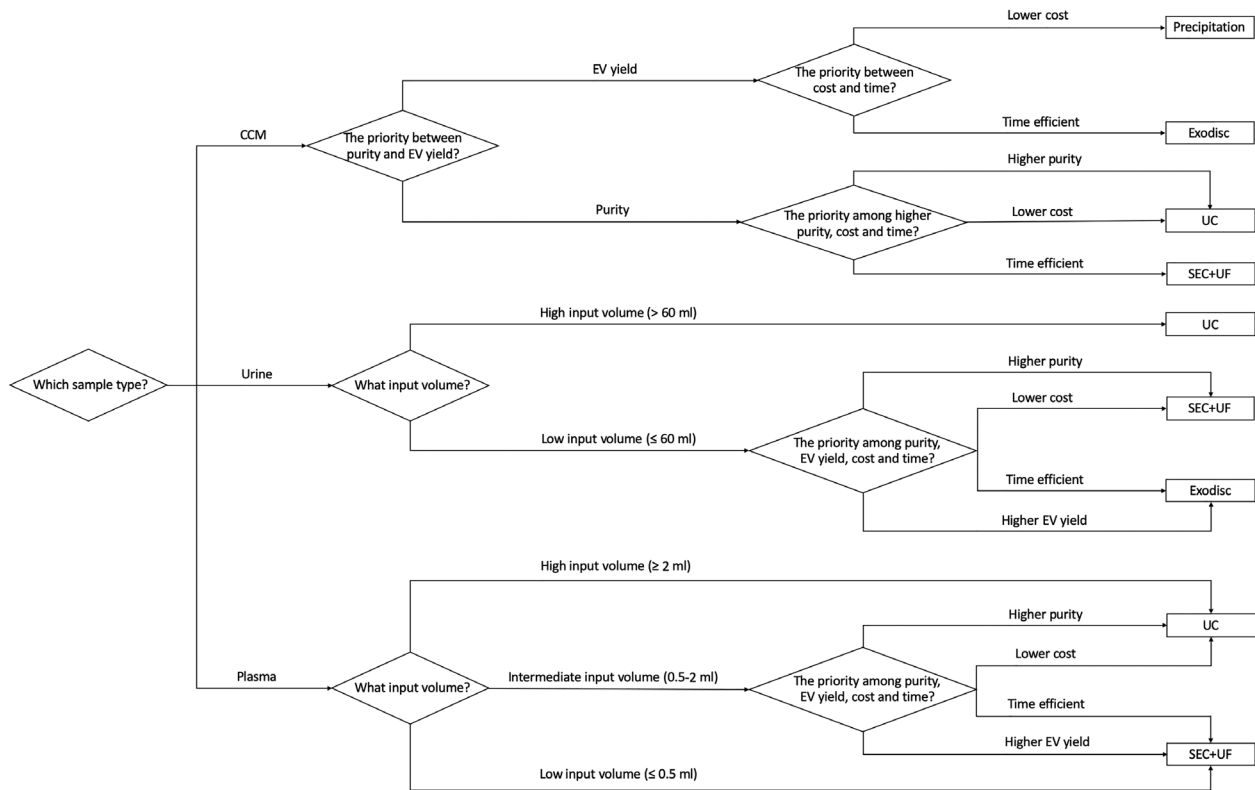 Lower cost
Precipitation
EV yield
The priority between
cost and time?
CCM
The priority between
purity and EV yield?
Time efficient
Exodisc
Higher purity
Purity
The priority among higher
purity, cost and time?
Lower cost
UC
Time efficient
SEC+UF
High input volume (> 60 ml)
UC
Which sample type?
Urine
What input volume?
Higher purity
Lower cost
SEC+UF
Low input volume (≤ 60 ml)
The priority among purity,
EV yield, cost and time?
Time efficient
Exodisc
Higher EV yield
High input volume (≥ 2 ml)
Higher purity
UC
Lower cost
Plasma
What input volume?
Intermediate input volume (0.5-2 ml)
The priority among purity,
EV yield, cost and time?
Time efficient
Higher EV yield
SEC+UF
Low input volume (≤ 0.5 ml)